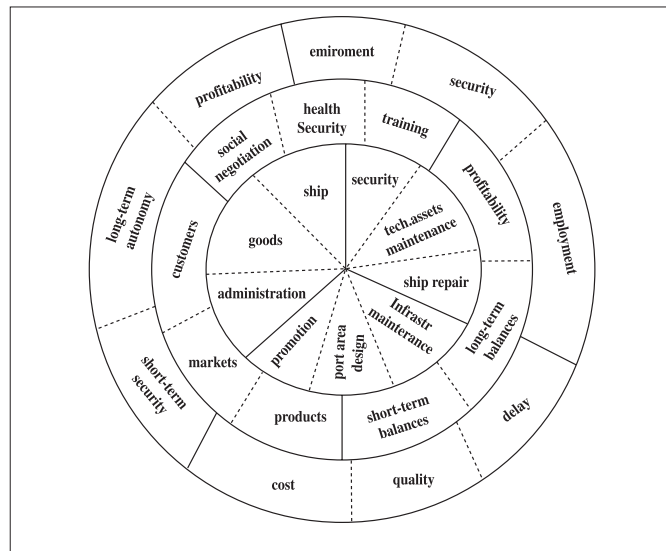 emiroment
security
employment
delay
quality
cost
short-term
security
long-term
autonomy
profitability
health
Security
training
profitability
long-term
balances
short-term
balances
products
markets
customers
social
negotiation
ship
security
tech.assets
maintenance
ship repair
Infrastr
mainterance
port area
design
promotion
administration
goods